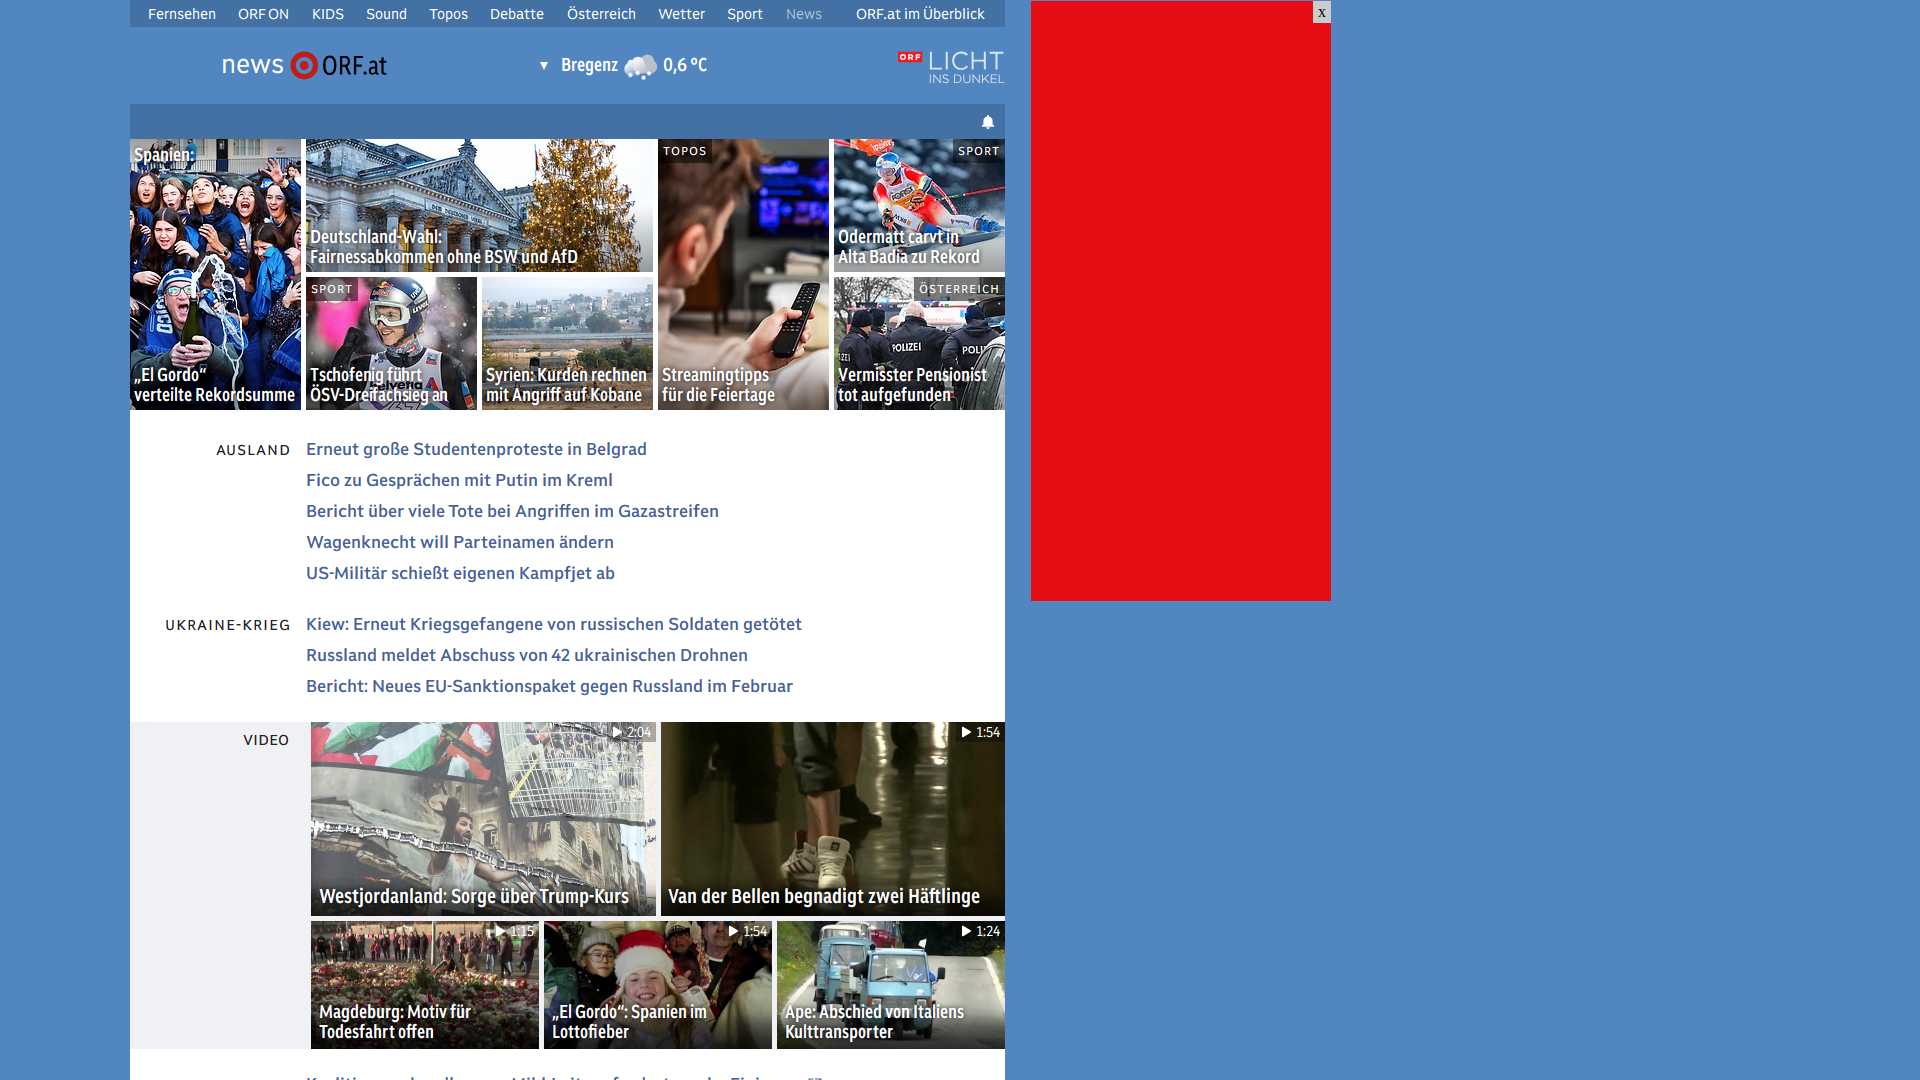 Fernsehen ORF ON KIDS Sound Topos Debatte Österreich Wetter Sport News ORF.at im Überblick
news ORF.at
▼ Bregenz 0,6 °C
ORF LICHT
INS DUNKEL
Spanien:
„El Gordo“
verteilte Rekordsumme
Deutschland-Wahl:
Fairnessabkommen ohne BSW und AfD
SPORT
Tschofenig führt
ÖSV-Dreifachsieg an
Syrien: Kurden rechnen
mit Angriff auf Kobane
TOPOS
Streamingtipps
für die Feiertage
SPORT
Odermatt carvt in
Alta Badia zu Rekord
ÖSTERREICH
POLIZEI
Vermisster Pensionist
tot aufgefunden
x
AUSLAND
Erneut große Studentenproteste in Belgrad
Fico zu Gesprächen mit Putin im Kreml
Bericht über viele Tote bei Angriffen im Gazastreifen
Wagenknecht will Parteinamen ändern
US-Militär schießt eigenen Kampfjet ab
UKRAINE-KRIEG
Kiew: Erneut Kriegsgefangene von russischen Soldaten getötet
Russland meldet Abschuss von 42 ukrainischen Drohnen
Bericht: Neues EU-Sanktionspaket gegen Russland im Februar
VIDEO
2:04
Westjordanland: Sorge über Trump-Kurs
1:54
Van der Bellen begnadigt zwei Häftlinge
1:15
Magdeburg: Motiv für
Todesfahrt offen
1:54
„El Gordo“: Spanien im
Lottofieber
1:24
Ape: Abschied von Italiens
Kulttransporter